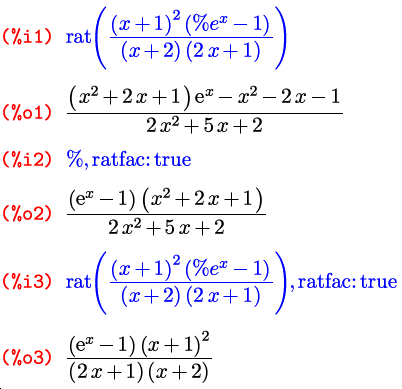 (%i1) rat((x+1)^2 (%e^x − 1) / ((x+2) (2x+1)))
(%o1) ((x^2+2x+1) e^x − x^2 − 2x − 1) / (2x^2+5x+2)
(%i2) %,ratfac:true
(%o2) ((e^x − 1) (x^2+2x+1)) / (2x^2+5x+2)
(%i3) rat((x+1)^2 (%e^x − 1) / ((x+2) (2x+1))),ratfac:true
(%o3) ((e^x − 1) (x+1)^2) / ((2x+1) (x+2))